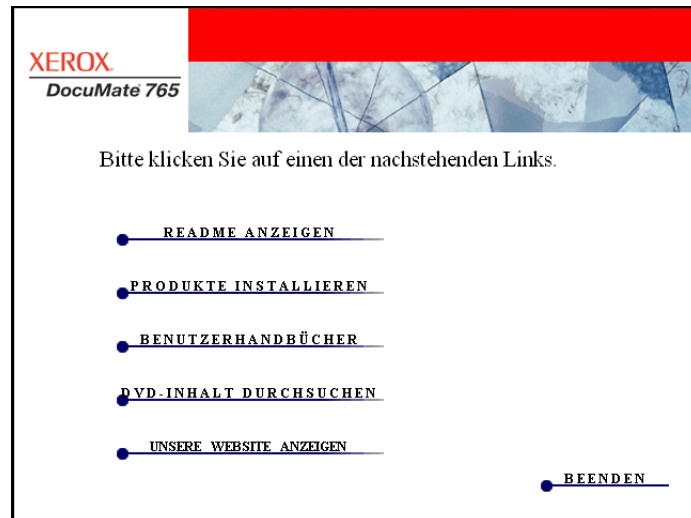 XEROX.
DocuMate 765
Bitte klicken Sie auf einen der nachstehenden Links.
README ANZEIGEN
PRODUKTE INSTALLIEREN
BENUTZERHANDBÜCHER
DVD-INHALT DURCHSUCHEN
UNSERE WEBSITE ANZEIGEN
BEENDEN